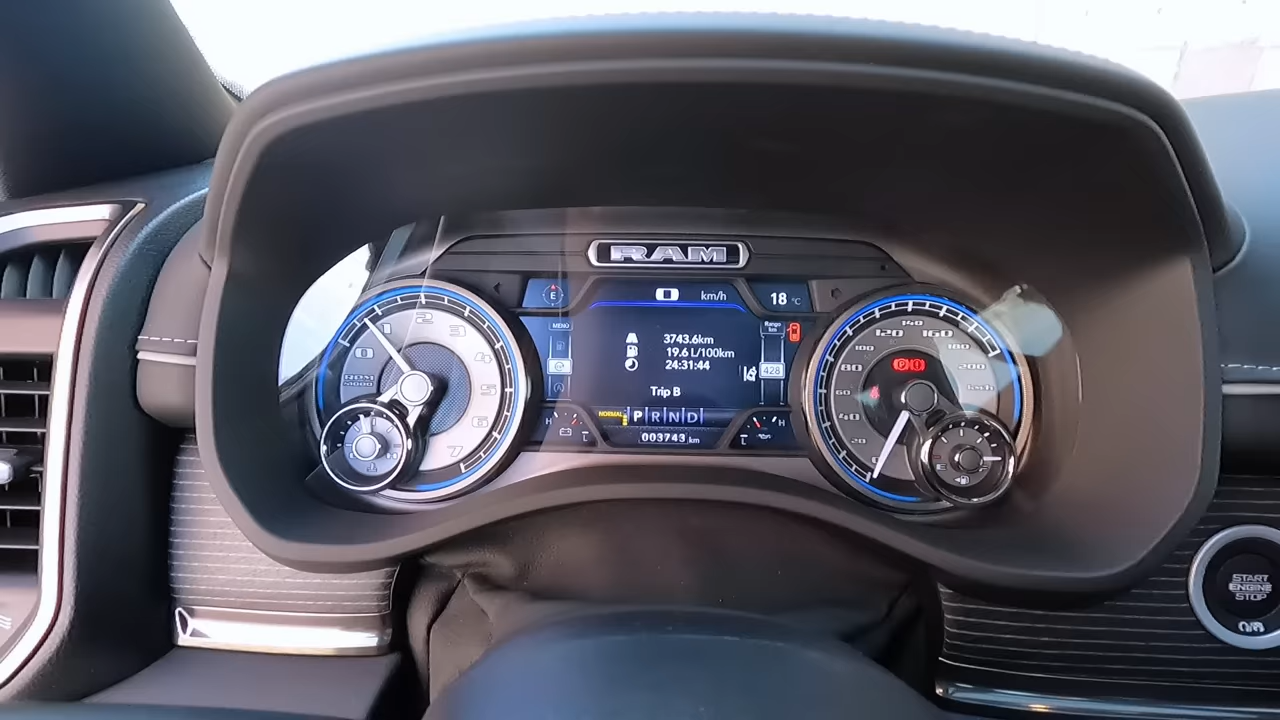 RAM
E
km/h
18 °C
MENU
3743.6km
19.6 L/100km
24:31:44
Trip B
Range
km
428
NORMAL P R N D
003743 km
H
L
H
L
0
1
2
3
4
5
6
7
RPM
x1000
20
40
60
80
100
120
140
160
180
200
km/h
E
START
ENGINE
STOP